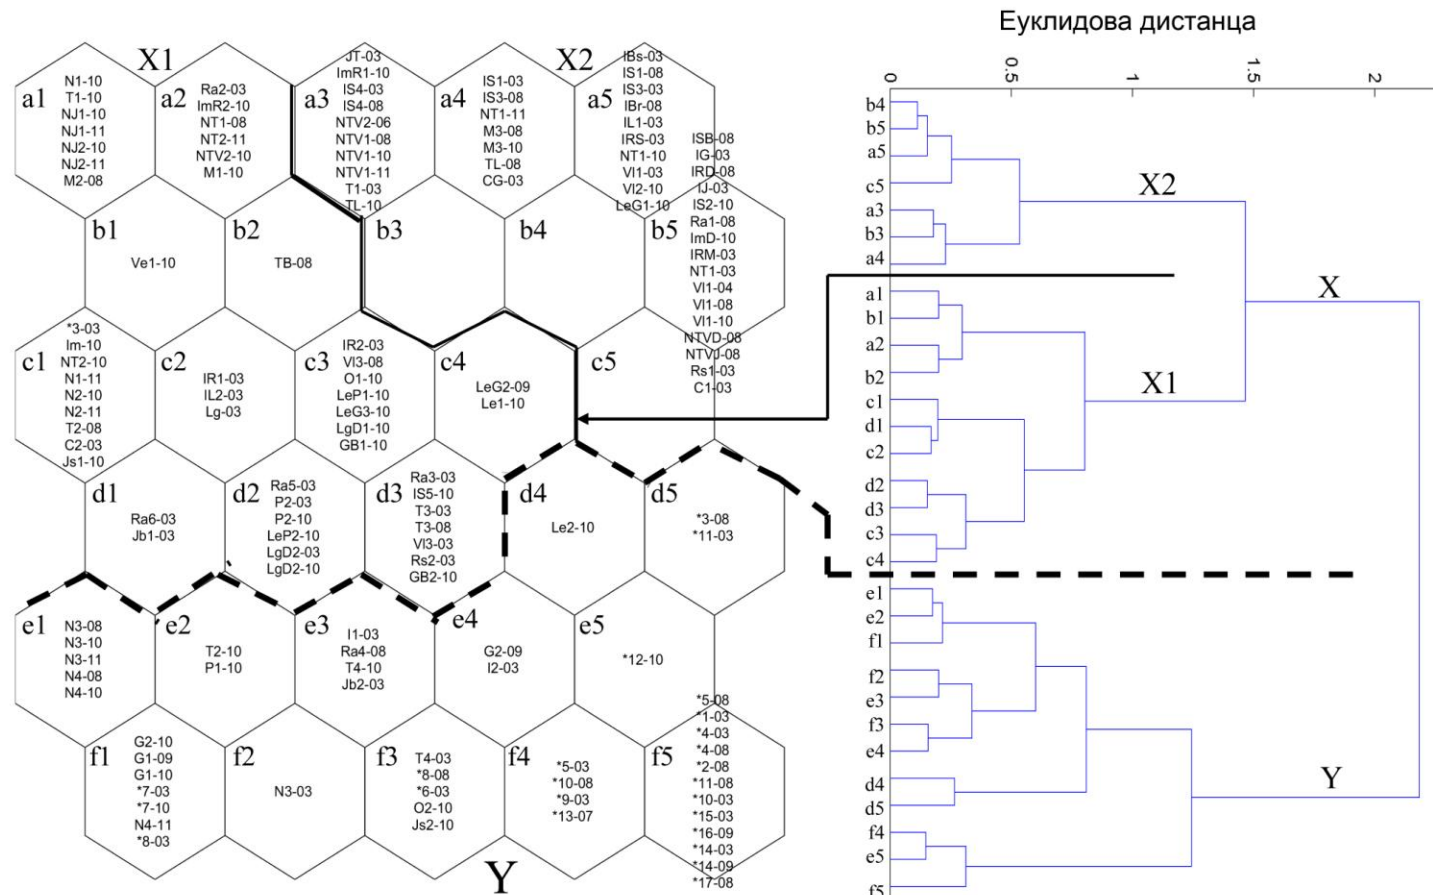 Еуклидова дистанца
X1
X2
a1
N1-10
T1-10
NJ1-10
NJ1-11
NJ2-10
NJ2-11
M2-08
a2
Ra2-03
ImR2-10
NT1-08
NT2-11
NTV2-10
M1-10
a3
JT-03
ImR1-10
IS4-03
IS4-08
NTV2-06
NTV1-08
NTV1-10
NTV1-11
T1-03
TL-10
a4
IS1-03
IS3-08
NT1-11
M3-08
M3-10
TL-08
CG-03
a5
IBs-03
IS1-08
IS3-03
IBr-08
IL1-03
IRS-03
NT1-10
VI1-03
VI2-10
LeG1-10
b1
Ve1-10
b2
TB-08
b3
b4
b5
ISB-08
IG-03
IRD-08
IJ-03
IS2-10
Ra1-08
ImD-10
IRM-03
NT1-03
VI1-04
VI1-08
VI1-10
NTVD-08
NTVJ-08
Rs1-03
C1-03
c1
*3-03
Im-10
NT2-10
N1-11
N2-10
N2-11
T2-08
C2-03
Js1-10
c2
IR1-03
IL2-03
Lg-03
c3
IR2-03
VI3-08
O1-10
LeP1-10
LeG3-10
LgD1-10
GB1-10
c4
LeG2-09
Le1-10
c5
d1
Ra6-03
Jb1-03
d2
Ra5-03
P2-03
P2-10
LeP2-10
LgD2-03
LgD2-10
d3
Ra3-03
IS5-10
T3-03
T3-08
VI3-03
Rs2-03
GB2-10
d4
Le2-10
d5
*3-08
*11-03
e1
N3-08
N3-10
N3-11
N4-08
N4-10
e2
T2-10
P1-10
e3
I1-03
Ra4-08
T4-10
Jb2-03
e4
G2-09
I2-03
e5
*12-10
f1
G2-10
G1-09
G1-10
*7-03
*7-10
N4-11
*8-03
f2
N3-03
f3
T4-03
*8-08
*6-03
O2-10
Js2-10
f4
*5-03
*10-08
*9-03
*13-07
f5
*5-08
*1-03
*4-03
*4-08
*2-08
*11-08
*10-03
*15-03
*16-09
*14-03
*14-09
*17-08
Y
0
0.5
1
1.5
2
b4
b5
a5
c5
a3
b3
a4
a1
b1
a2
b2
c1
d1
c2
d2
d3
c3
c4
e1
e2
f1
f2
e3
f3
e4
d4
d5
f4
e5
f5
X2
X
X1
Y